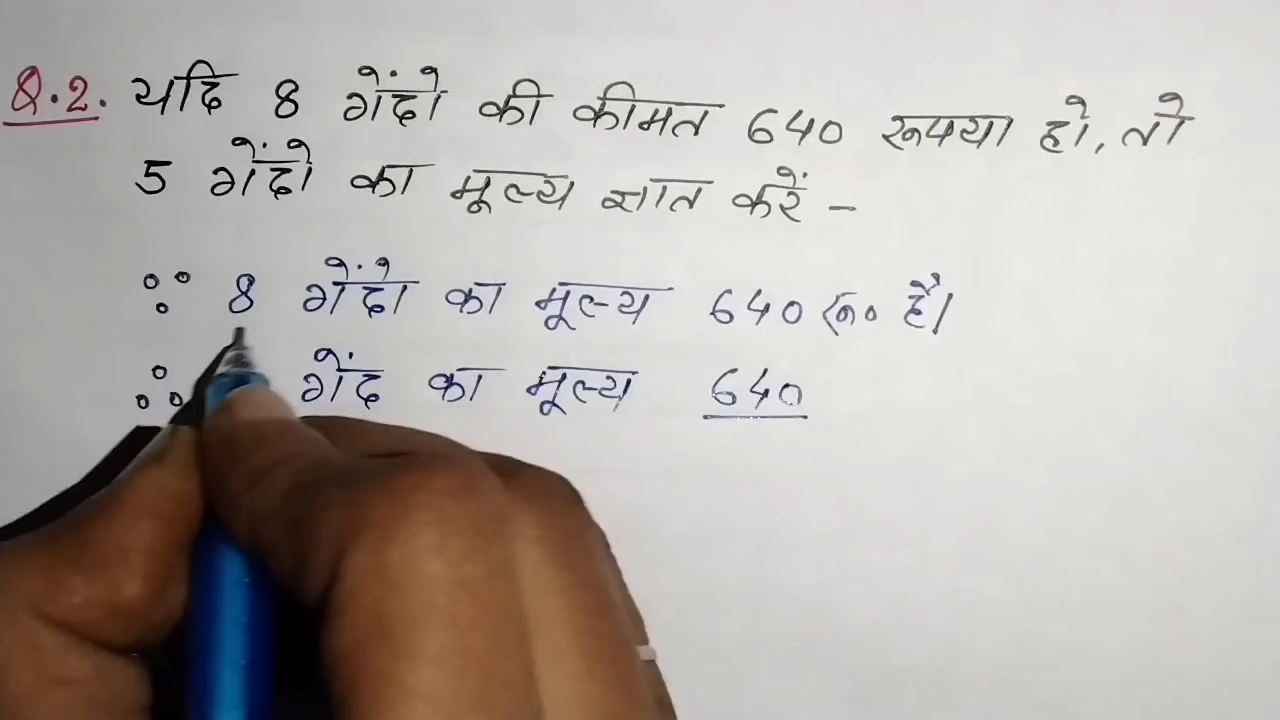 Q.2. यदि 8 गेंदो की कीमत 640 रूपया हो, तो
5 गेंदो का मूल्य ज्ञात करें -
∵ 8 गेंदो का मूल्य 640 रू० है।
∴ गेंद का मूल्य 640